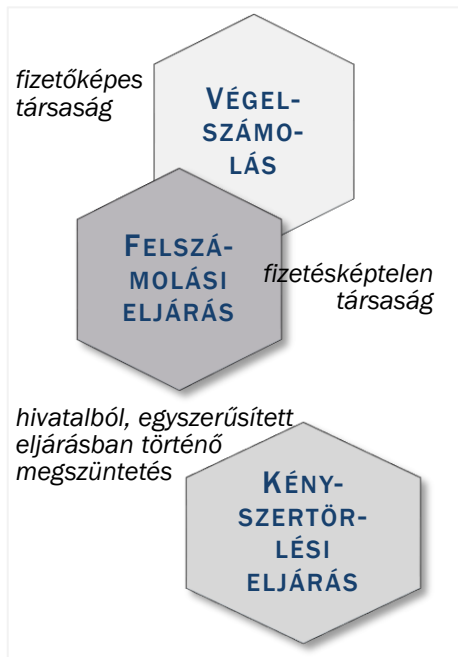 fizetőképes
társaság
VÉGEL-
SZÁMO-
LÁS
FELSZÁ-
MOLÁSI
ELJÁRÁS
fizetésképtelen
társaság
hivatalból, egyszerűsített
eljárásban történő
megszüntetés
KÉNY-
SZERTÖR-
LÉSI
ELJÁRÁS